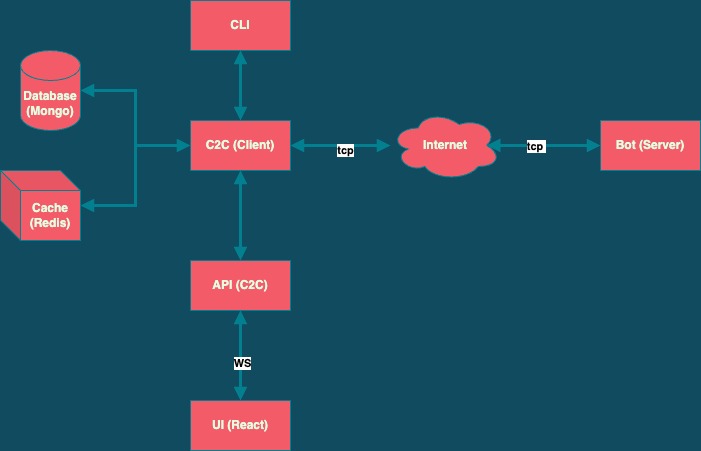 CLI
Database
(Mongo)
C2C (Client)
tcp
Internet
tcp
Bot (Server)
Cache
(Redis)
API (C2C)
WS
UI (React)